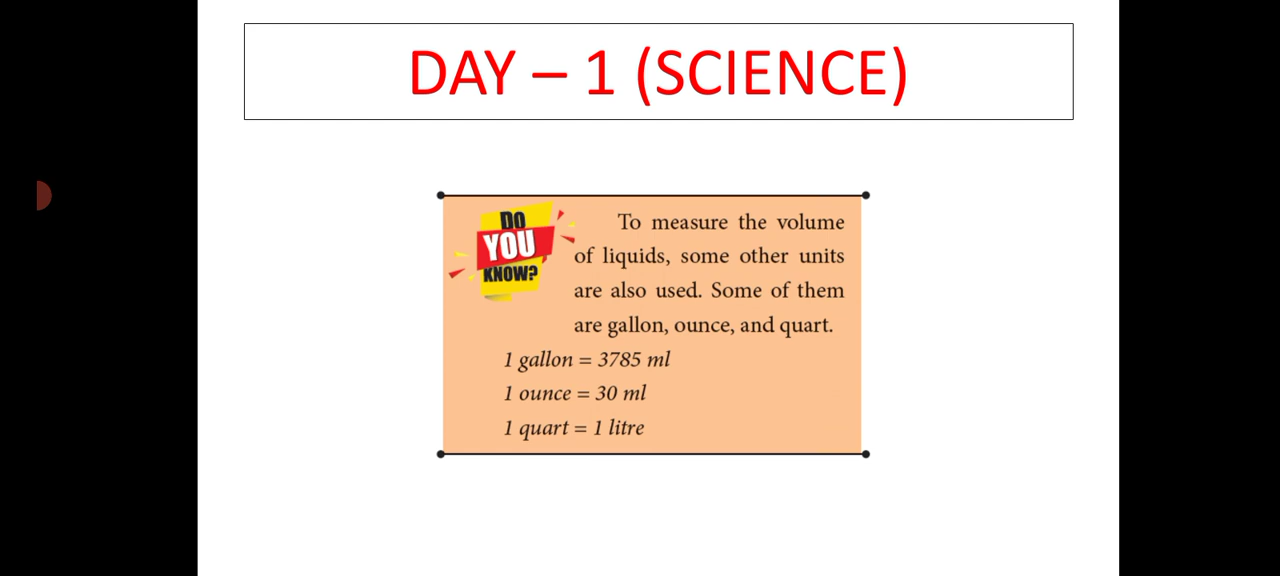 DAY – 1 (SCIENCE)
DO
YOU
KNOW?
To measure the volume
of liquids, some other units
are also used. Some of them
are gallon, ounce, and quart.
1 gallon = 3785 ml
1 ounce = 30 ml
1 quart = 1 litre